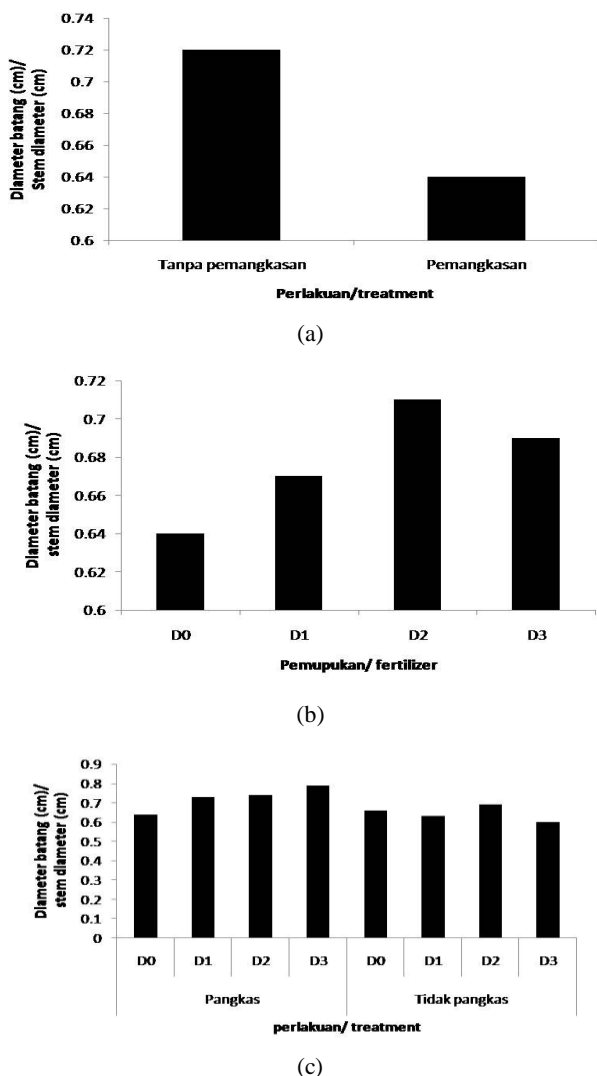 Diameter batang (cm)/
Stem diameter (cm)
0.74
0.72
0.7
0.68
0.66
0.64
0.62
0.6
Tanpa pemangkasan Pemangkasan
Perlakuan/treatment
(a)
Diameter batang (cm)/
stem diameter (cm)
0.72
0.7
0.68
0.66
0.64
0.62
0.6
D0 D1 D2 D3
Pemupukan/ fertilizer
(b)
Diameter batang (cm)/
stem diameter (cm)
0.9
0.8
0.7
0.6
0.5
0.4
0.3
0.2
0.1
0
D0 D1 D2 D3 D0 D1 D2 D3
Pangkas Tidak pangkas
perlakuan/ treatment
(c)